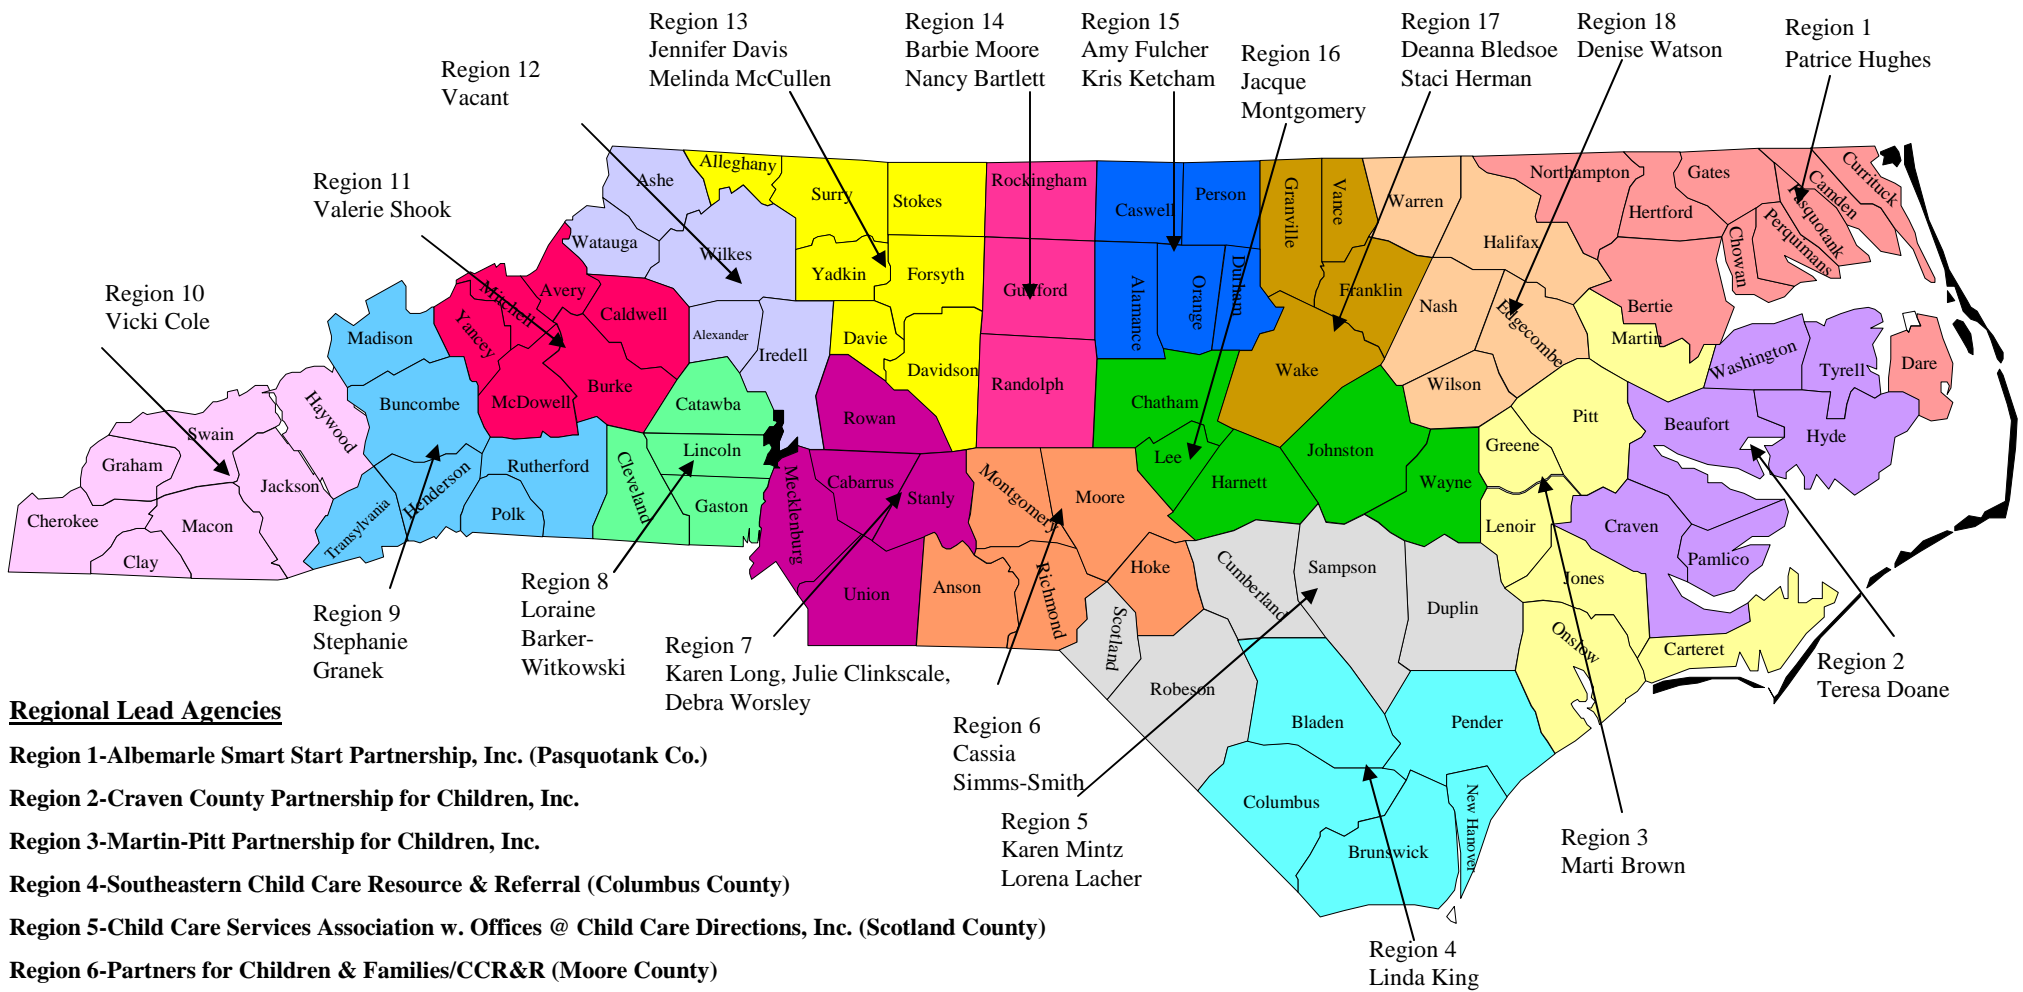 Region 13
Jennifer Davis
Melinda McCullen
Region 14
Barbie Moore
Nancy Bartlett
Region 15
Amy Fulcher
Kris Ketcham
Region 16
Jacque
Montgomery
Region 17
Deanna Bledsoe
Staci Herman
Region 18
Denise Watson
Region 1
Patrice Hughes
Region 12
Vacant
Region 11
Valerie Shook
Region 10
Vicki Cole
Ashe
Alleghany
Surry
Stokes
Rockingham
Caswell
Person
Granville
Vance
Warren
Northampton
Gates
Hertford
Halifax
Currituck
Camden
Pasquotank
Perquimans
Chowan
Bertie
Watauga
Wilkes
Yadkin
Forsyth
Guilford
Alamance
Orange
Durham
Franklin
Nash
Edgecombe
Martin
Washington
Tyrell
Dare
Madison
Yancey
Mitchell
Avery
Caldwell
Alexander
Iredell
Davie
Davidson
Randolph
Chatham
Wake
Wilson
Pitt
Beaufort
Hyde
Haywood
Buncombe
McDowell
Burke
Catawba
Rowan
Lee
Harnett
Johnston
Wayne
Greene
Lenoir
Craven
Pamlico
Swain
Graham
Jackson
Cherokee
Macon
Clay
Transylvania
Henderson
Rutherford
Polk
Cleveland
Lincoln
Gaston
Mecklenburg
Cabarrus
Stanly
Union
Montgomery
Moore
Anson
Richmond
Hoke
Scotland
Cumberland
Sampson
Duplin
Jones
Onslow
Carteret
Robeson
Bladen
Pender
Columbus
Brunswick
New Hanover
Region 9
Stephanie
Granek
Region 8
Loraine
Barker-
Witkowski
Region 7
Karen Long, Julie Clinkscale,
Debra Worsley
Region 6
Cassia
Simms-Smith
Region 5
Karen Mintz
Lorena Lacher
Region 4
Linda King
Region 3
Marti Brown
Region 2
Teresa Doane
Regional Lead Agencies
Region 1-Albemarle Smart Start Partnership, Inc. (Pasquotank Co.)
Region 2-Craven County Partnership for Children, Inc.
Region 3-Martin-Pitt Partnership for Children, Inc.
Region 4-Southeastern Child Care Resource & Referral (Columbus County)
Region 5-Child Care Services Association w. Offices @ Child Care Directions, Inc. (Scotland County)
Region 6-Partners for Children & Families/CCR&R (Moore County)